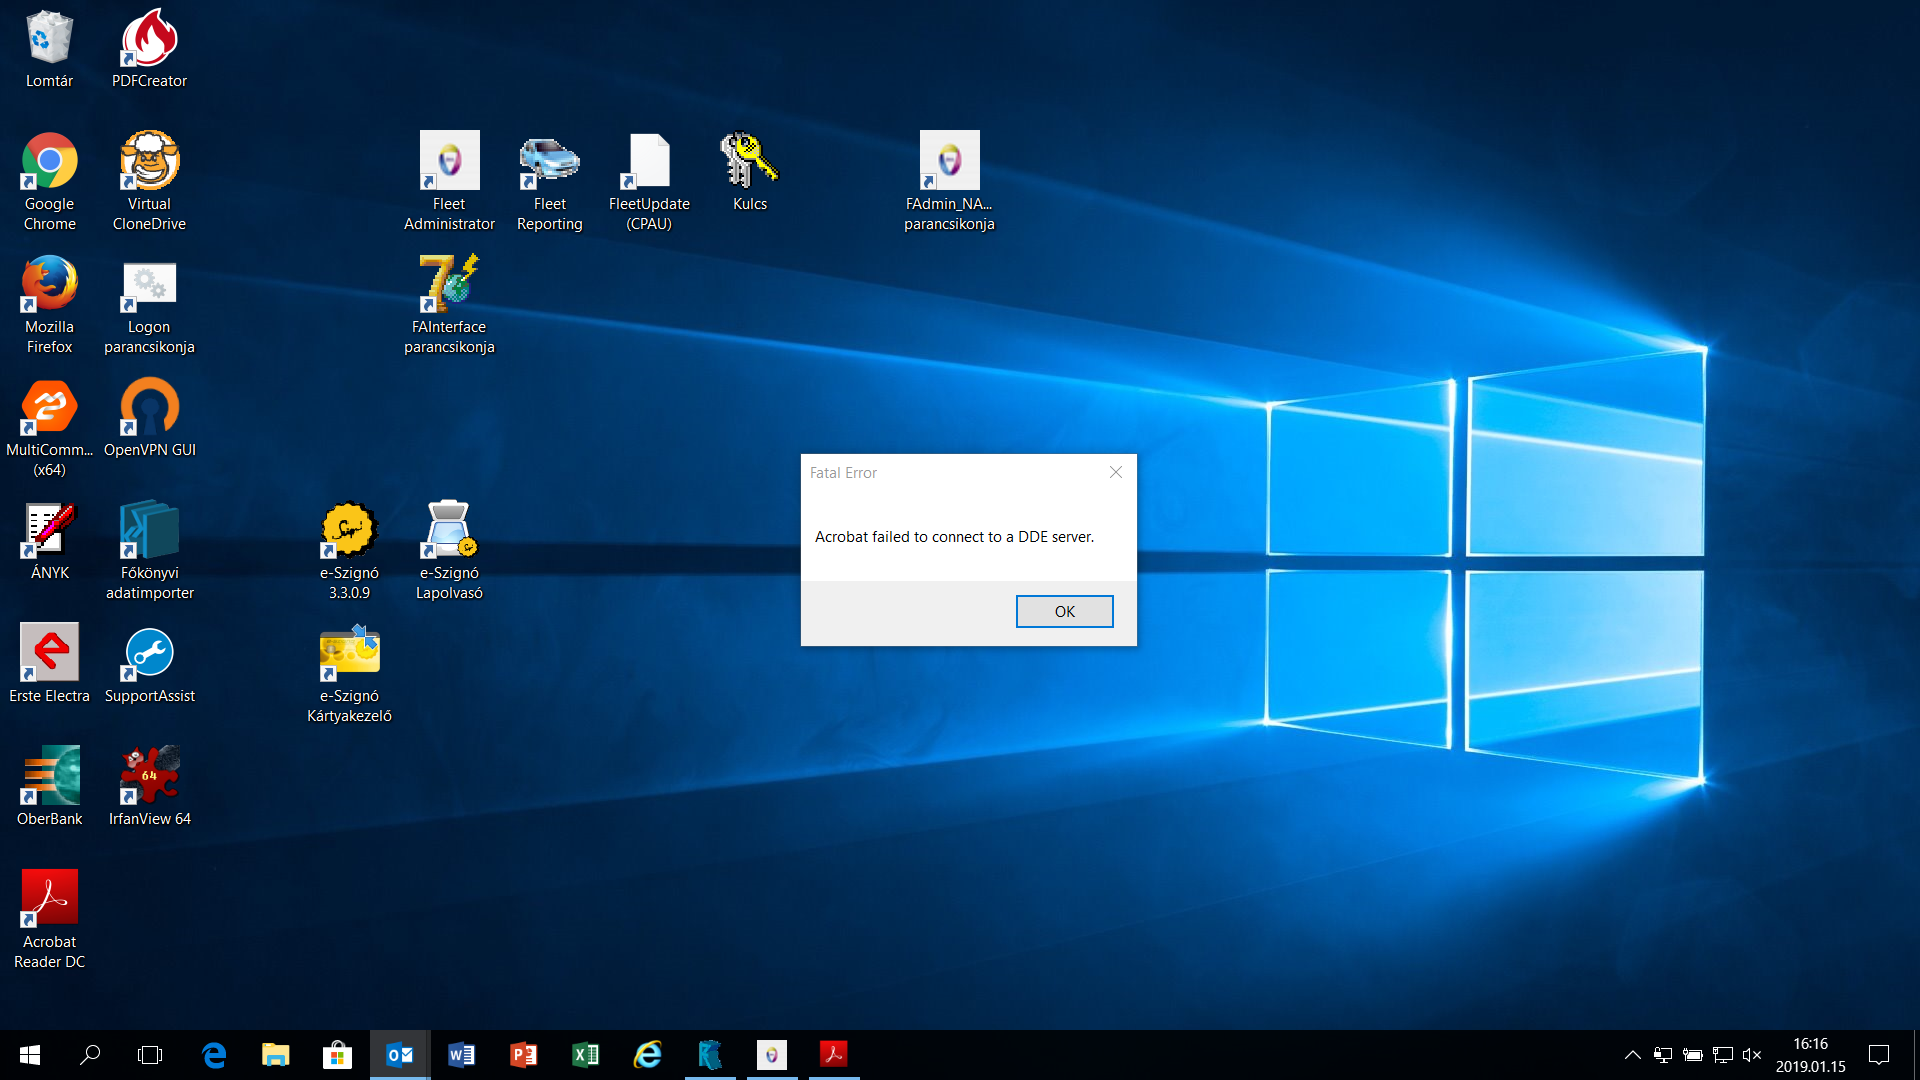 Lomtár
PDFCreator
Google
Chrome
Virtual
CloneDrive
Fleet
Administrator
Fleet
Reporting
FleetUpdate
(CPAU)
Kulcs
FAdmin_NA...
parancsikonja
Mozilla
Firefox
Logon
parancsikonja
FAInterface
parancsikonja
MultiComm...
(x64)
OpenVPN GUI
Fatal Error
Acrobat failed to connect to a DDE server.
OK
ÁNYK
Főkönyvi
adatimporter
e-Szignó
3.3.0.9
e-Szignó
Lapolvasó
Erste Electra
SupportAssist
e-Szignó
Kártyakezelő
OberBank
64
IrfanView 64
Acrobat
Reader DC
16:16
2019.01.15